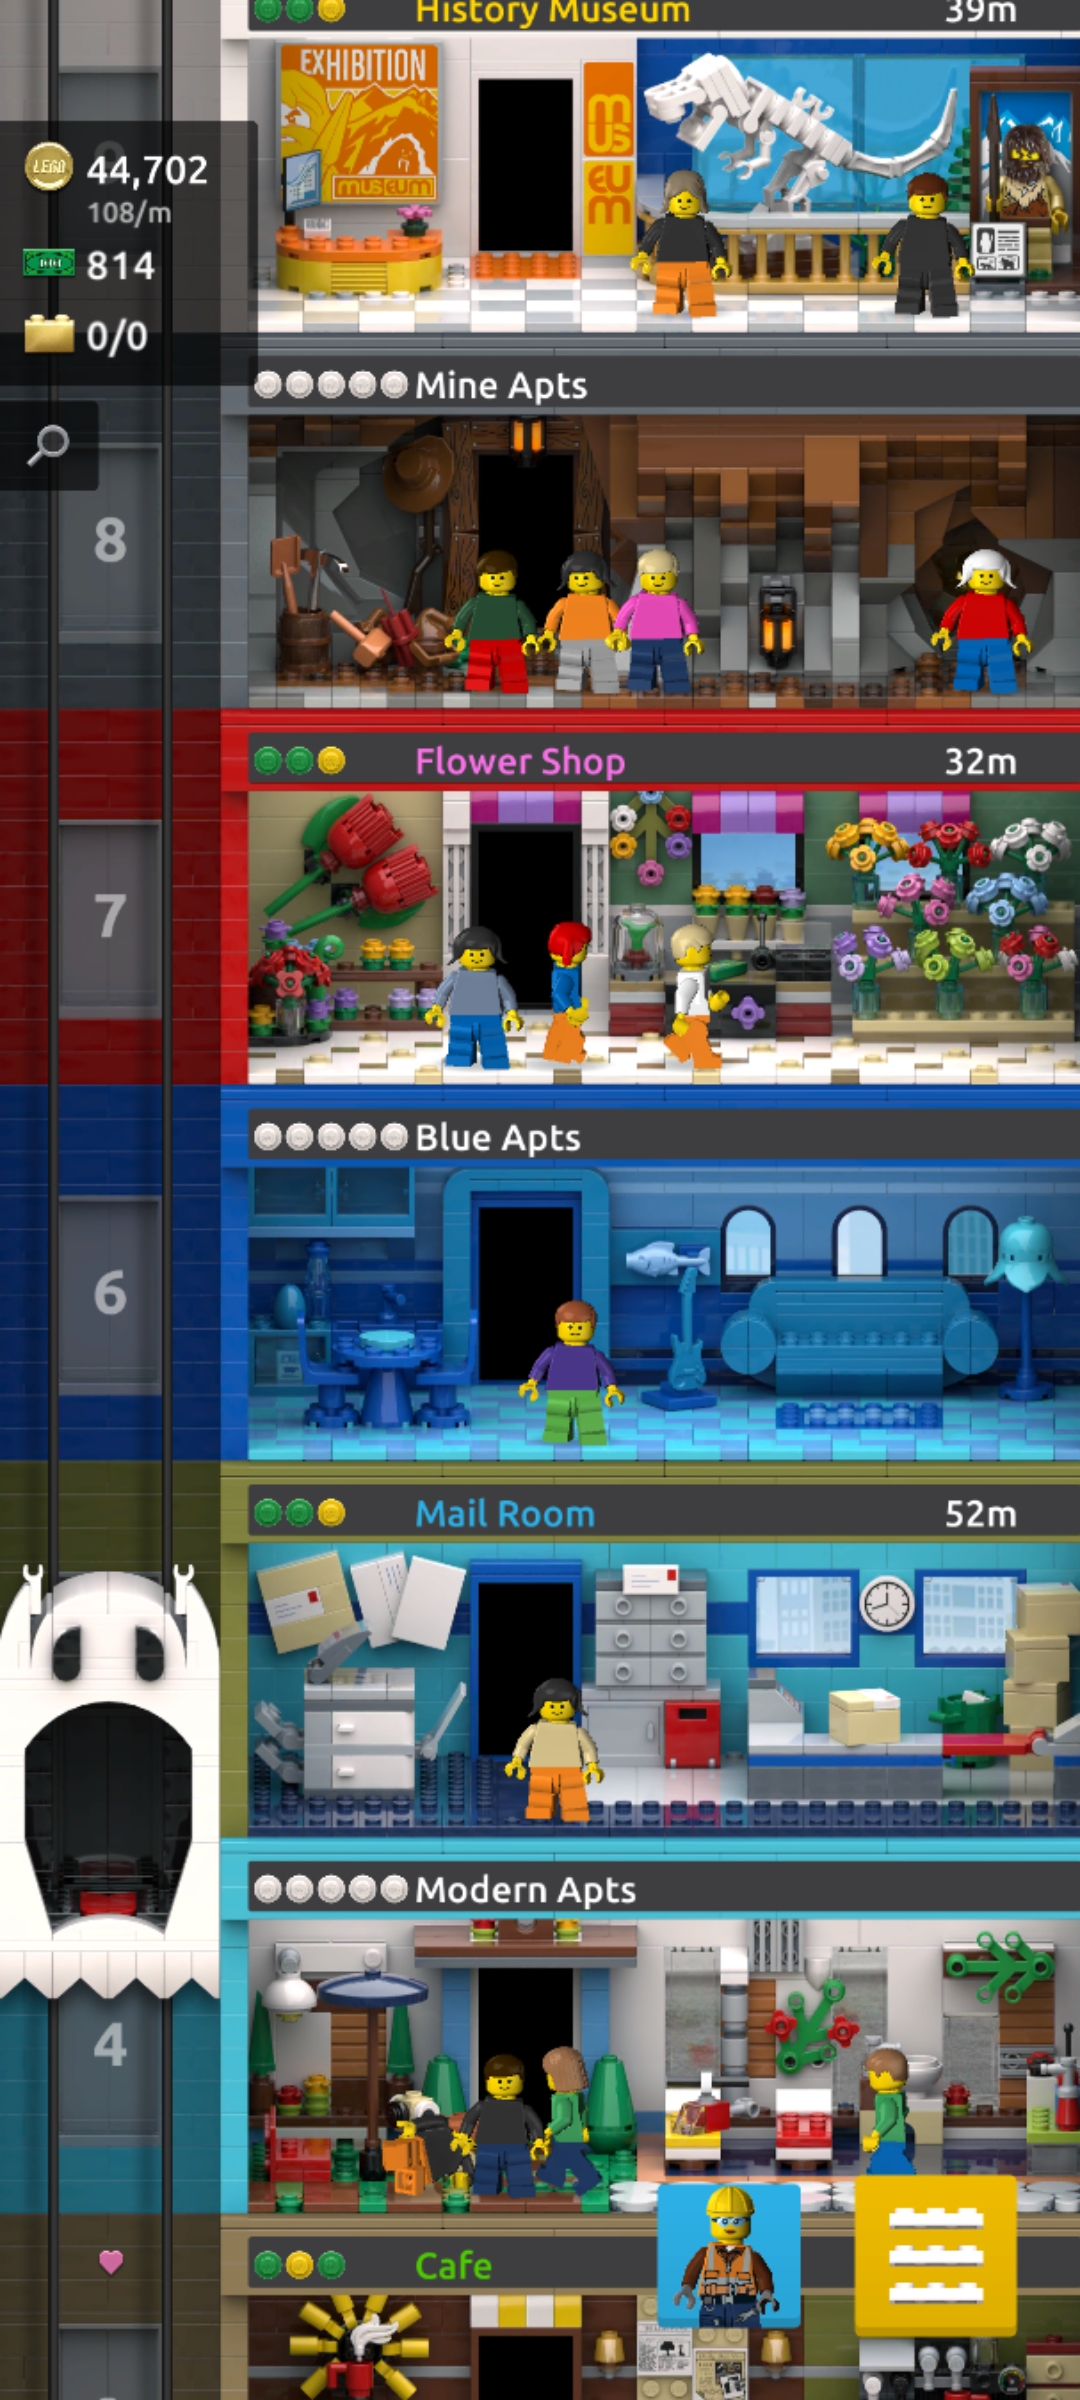 History Museum
39m
EXHIBITION
MUSEUM
MUSEUM
LEGO
44,702
108/m
814
0/0
Mine Apts
8
Flower Shop
32m
7
Blue Apts
6
Mail Room
52m
Modern Apts
4
Cafe